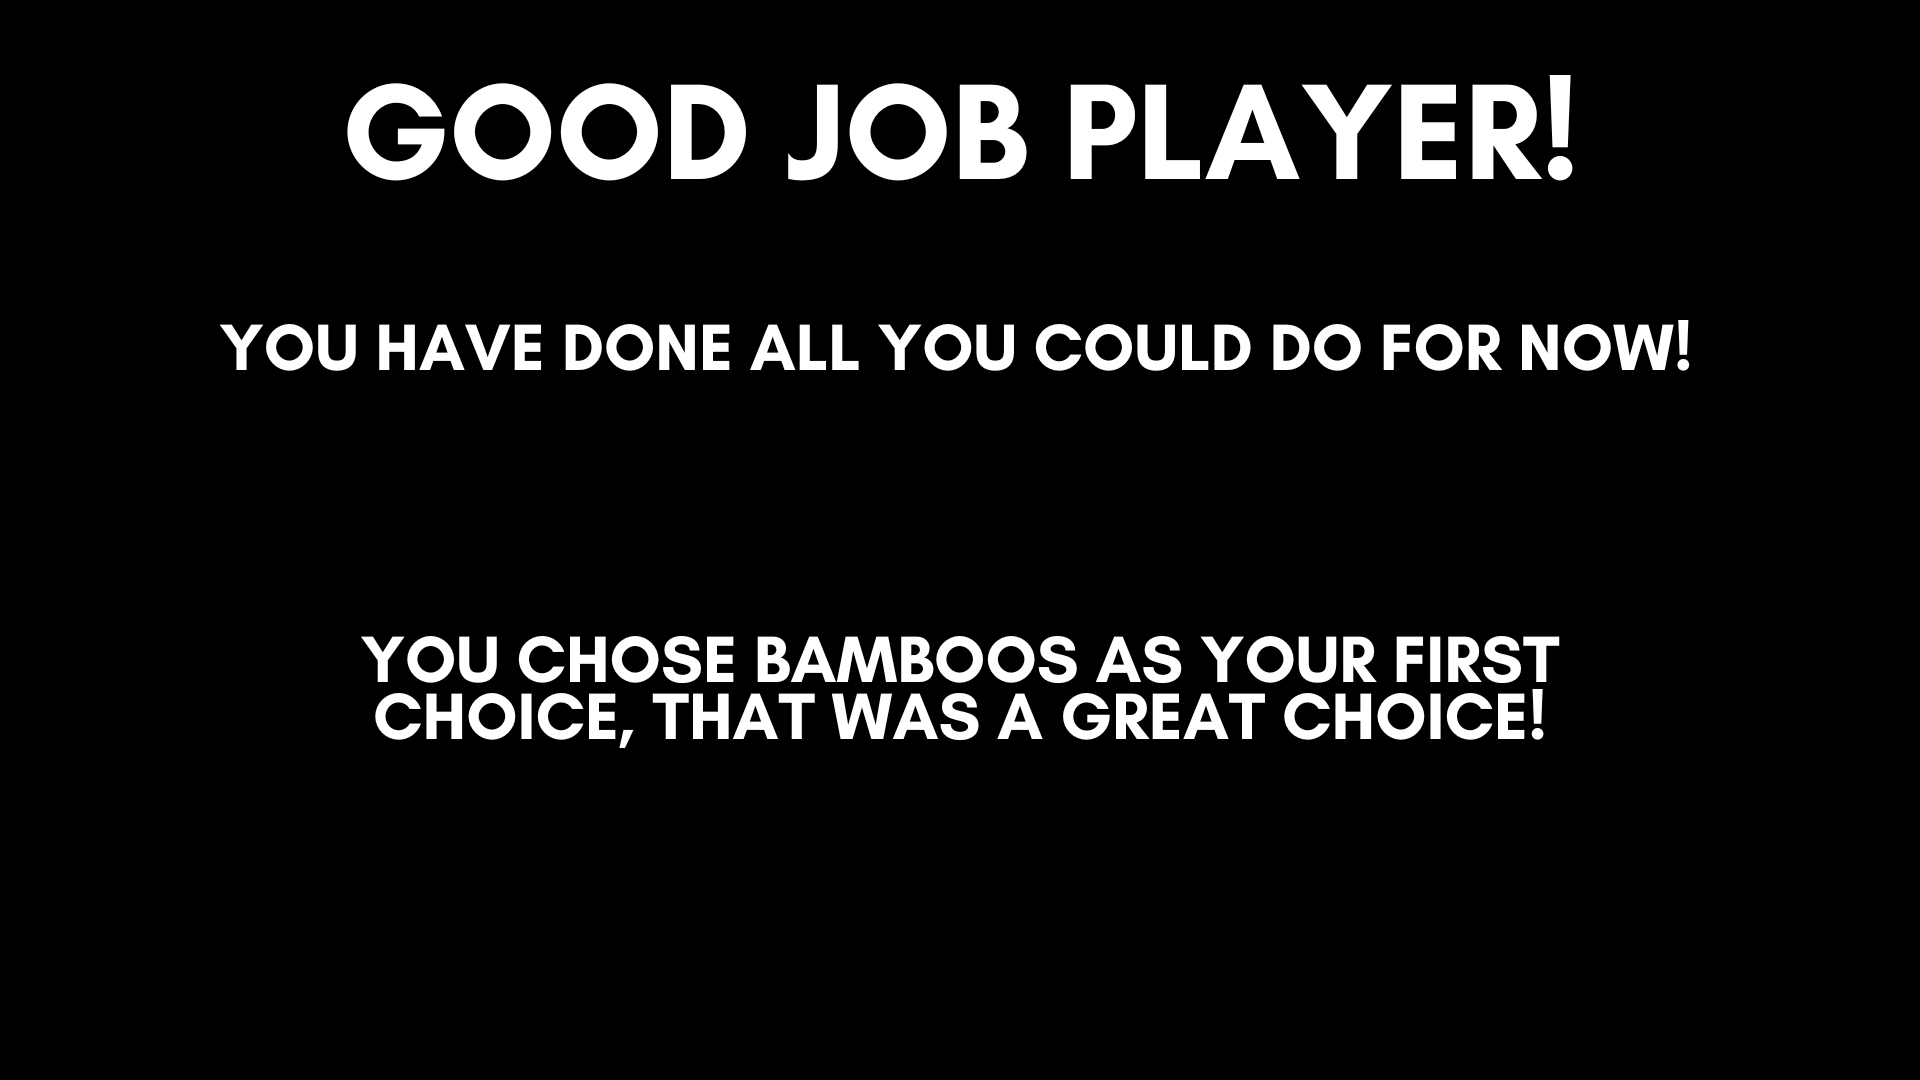 GOOD JOB PLAYER!
YOU HAVE DONE ALL YOU COULD DO FOR NOW!
YOU CHOSE BAMBOOS AS YOUR FIRST
CHOICE, THAT WAS A GREAT CHOICE!